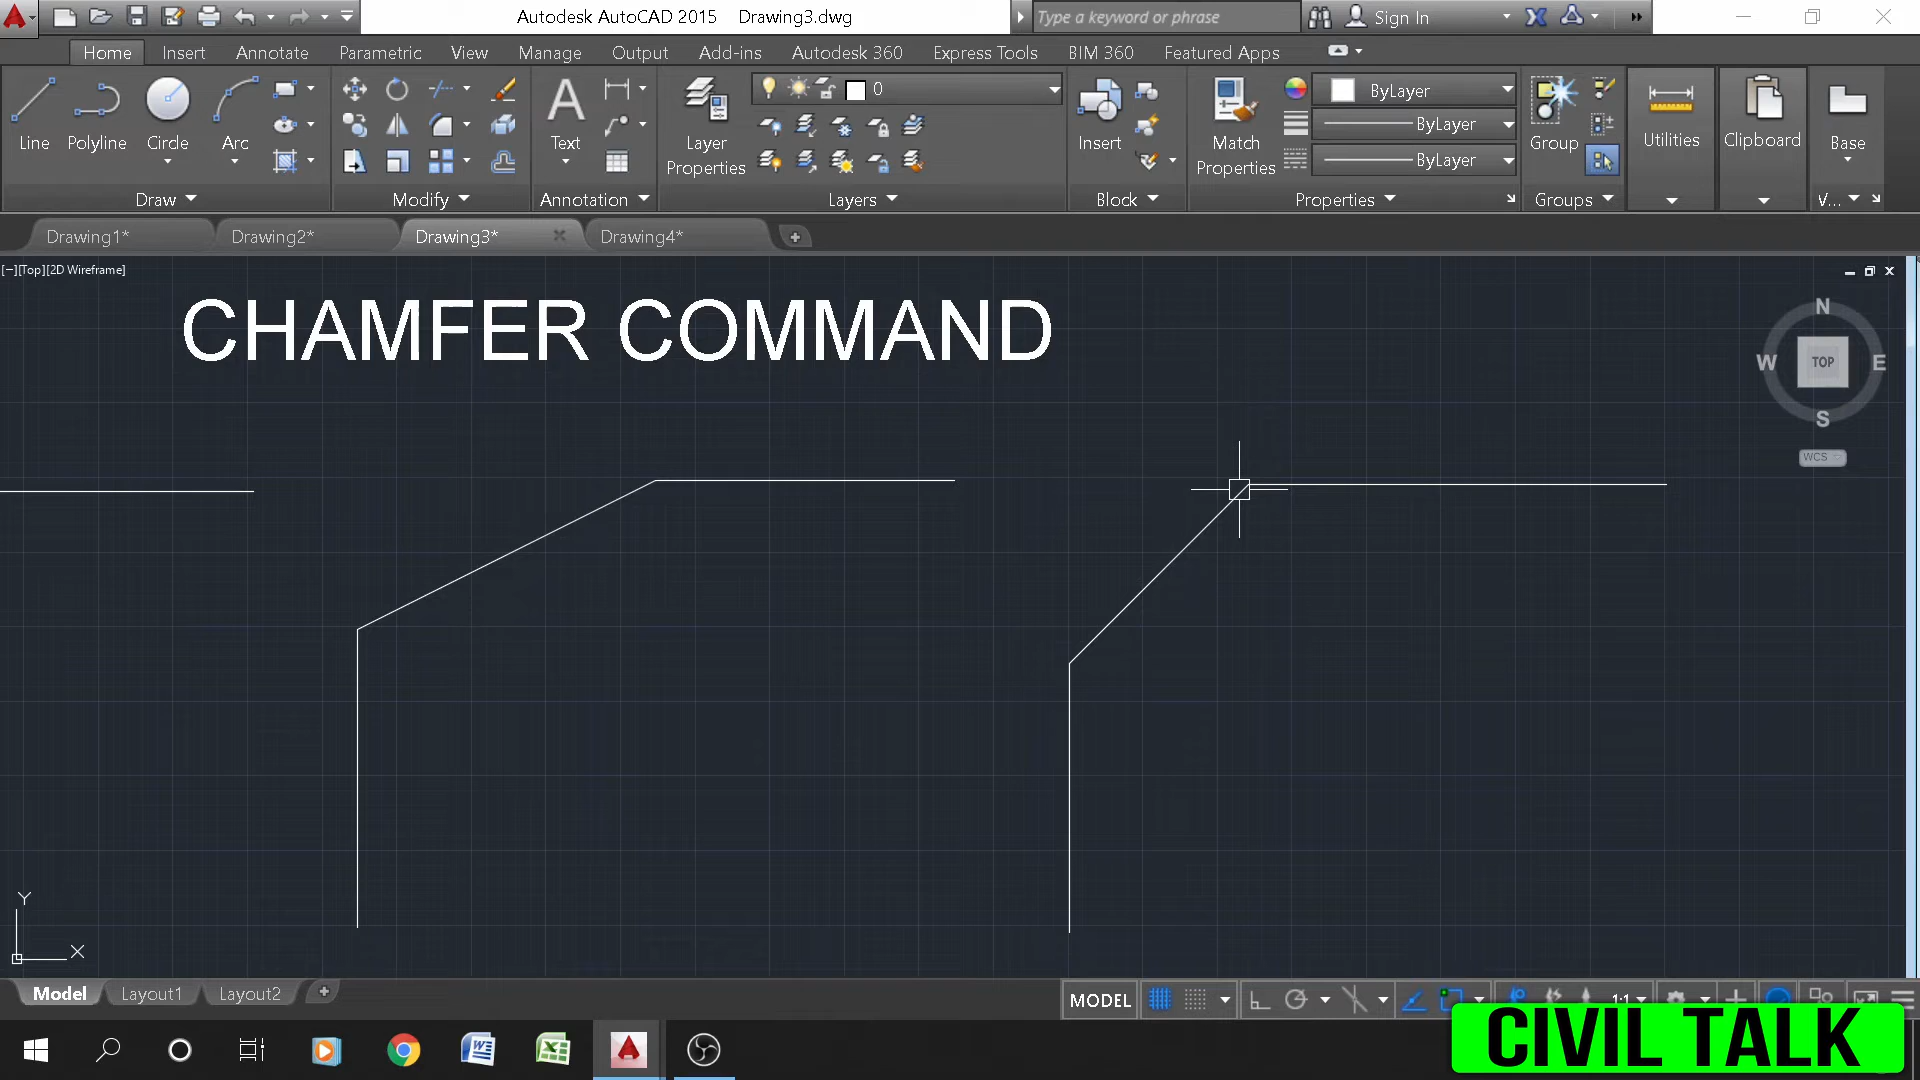 Autodesk AutoCAD 2015 Drawing3.dwg
Type a keyword or phrase
Sign In
Home Insert Annotate Parametric View Manage Output Add-ins Autodesk 360 Express Tools BIM 360 Featured Apps
Line Polyline Circle Arc
Text
Layer Properties
0
Insert
Match Properties
ByLayer
ByLayer
ByLayer
Group
Utilities
Clipboard
Base
Draw Modify Annotation Layers Block Properties Groups V...
Drawing1* Drawing2* Drawing3* Drawing4*
[−][Top][2D Wireframe]
CHAMFER COMMAND
N
W TOP E
S
WCS
Y
X
Model Layout1 Layout2
MODEL
1:1
CIVIL TALK